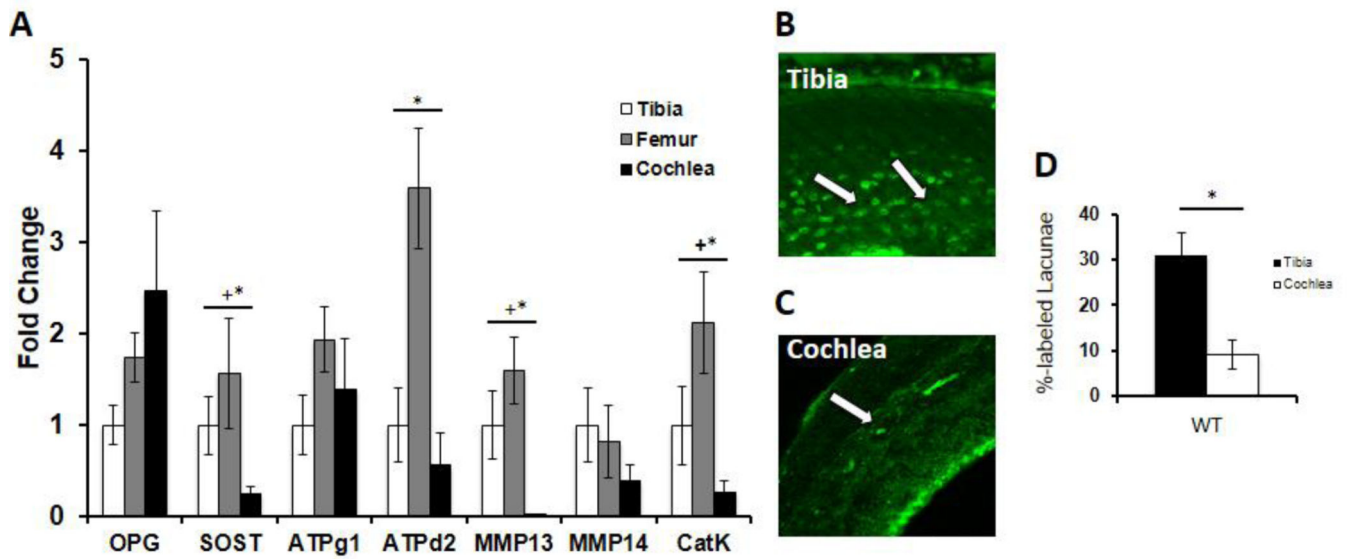 A
5
4
3
2
1
0
Fold Change
Tibia
Femur
Cochlea
+*
*
+*
+*
OPG
SOST
ATPg1
ATPd2
MMP13
MMP14
CatK
B
Tibia
C
Cochlea
D
*
40
30
20
10
0
%-labeled Lacunae
Tibia
Cochlea
WT